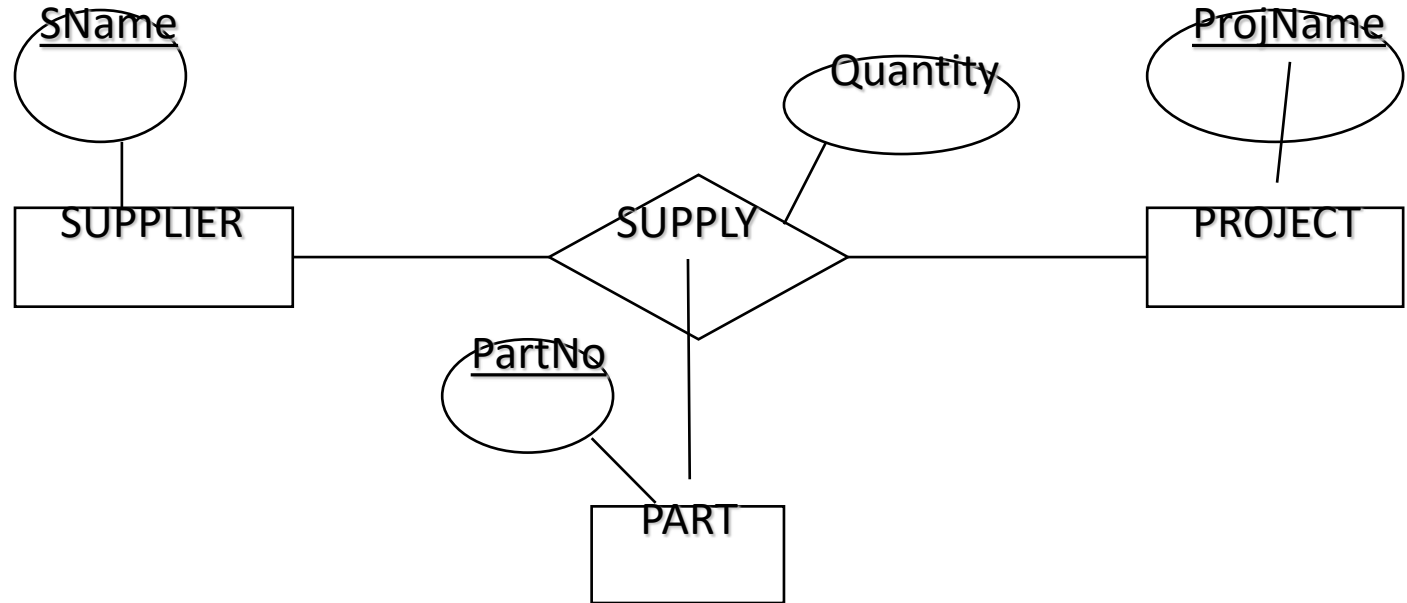 SName
ProjName
Quantity
SUPPLIER
SUPPLY
PROJECT
PartNo
PART